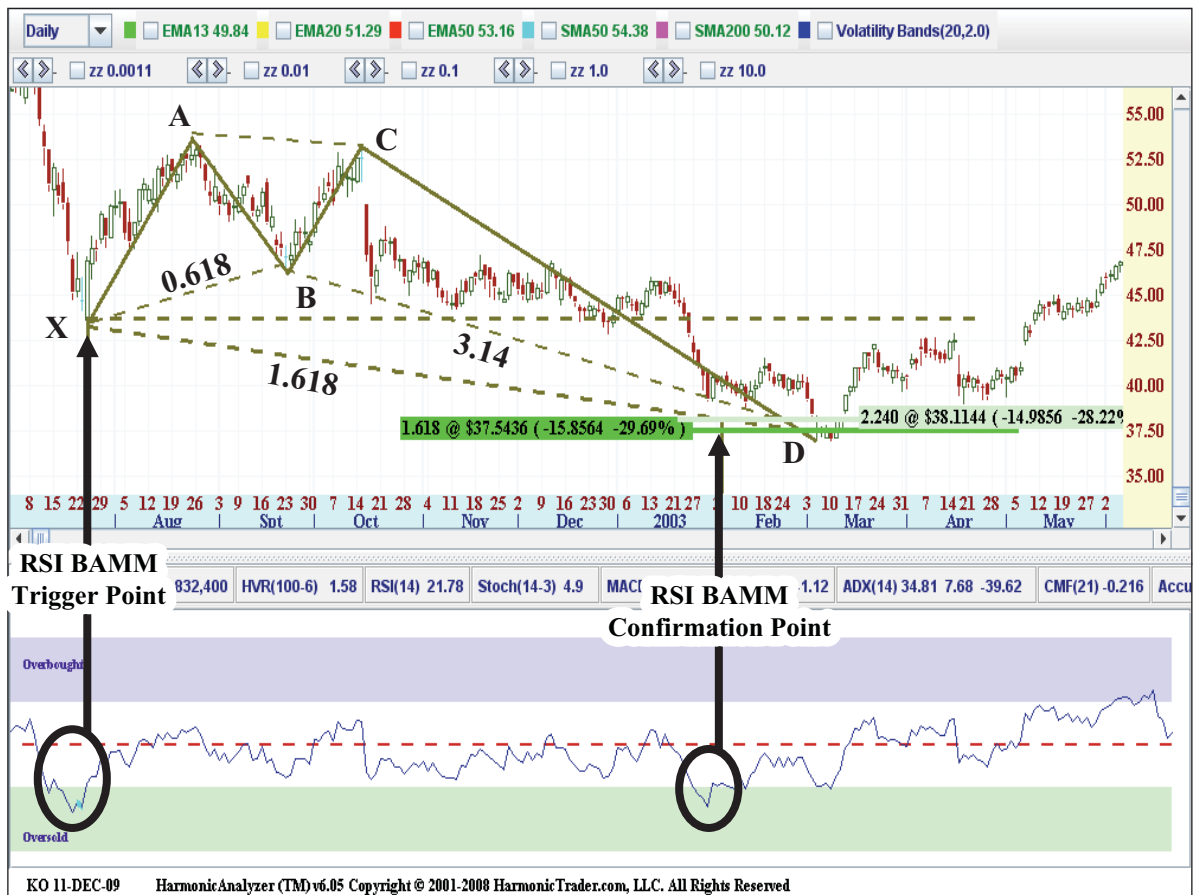 Daily EMA13 49.84 EMA20 51.29 EMA50 53.16 SMA50 54.38 SMA200 50.12 Volatility Bands(20,2.0)
zz 0.0011 zz 0.01 zz 0.1 zz 1.0 zz 10.0
A
C
X
B
D
0.618
3.14
1.618
1.618 @ $37.5436 ( -15.8564 -29.69% )
2.240 @ $38.1144 ( -14.9856 -28.22%
55.00
52.50
50.00
47.50
45.00
42.50
40.00
37.50
35.00
8 15 22 29 5 12 19 26 3 9 16 23 30 7 14 21 28 4 11 18 25 2 9 16 23 30 6 13 21 27 10 18 24 3 10 17 24 31 7 14 21 28 5 12 19 30 2
Aug Spt Oct Nov Dec 2003 Feb Mar Apr May
RSI BAMM
Trigger Point
832,400 HVR(100-6) 1.58 RSI(14) 21.78 Stoch(14-3) 4.9 MACD -1.12 ADX(14) 34.81 7.68 -39.62 CMF(21) -0.216 Accu
RSI BAMM
Confirmation Point
Overbought
Oversold
KO 11-DEC-09 HarmonicAnalyzer (TM) v6.05 Copyright © 2001-2008 HarmonicTrader.com, LLC. All Rights Reserved